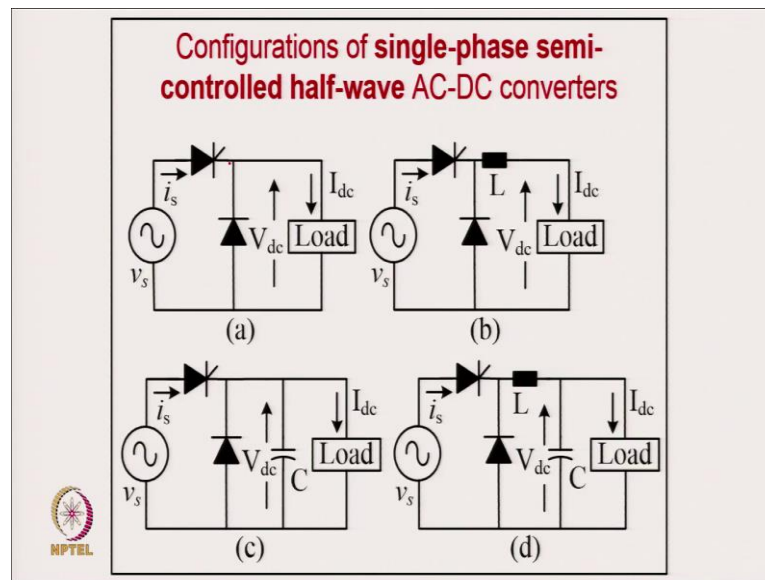 Configurations of single-phase semi-
controlled half-wave AC-DC converters
i_s
v_s
V_dc
I_dc
Load
(a)
i_s
v_s
L
V_dc
I_dc
Load
(b)
i_s
v_s
V_dc
C
I_dc
Load
(c)
i_s
v_s
L
V_dc
C
I_dc
Load
(d)
NPTEL